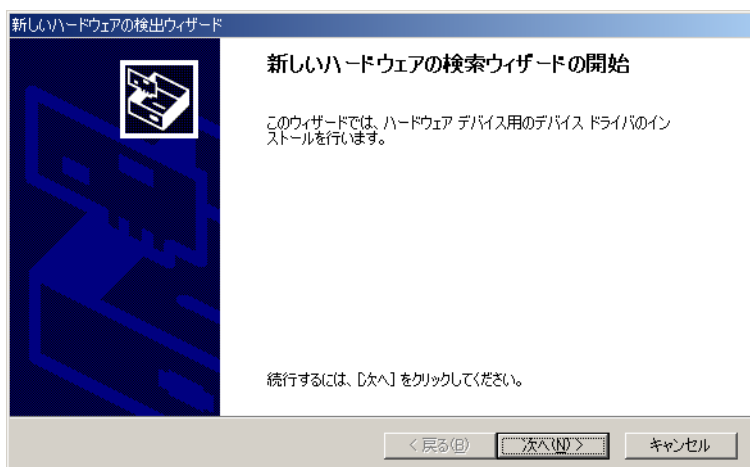 新しいハードウェアの検出ウィザード
新しいハードウェアの検索ウィザードの開始
このウィザードでは、ハードウェア デバイス用のデバイス ドライバのイン
ストールを行います。
続行するには、[次へ] をクリックしてください。
< 戻る(B)
次へ(N) >
キャンセル